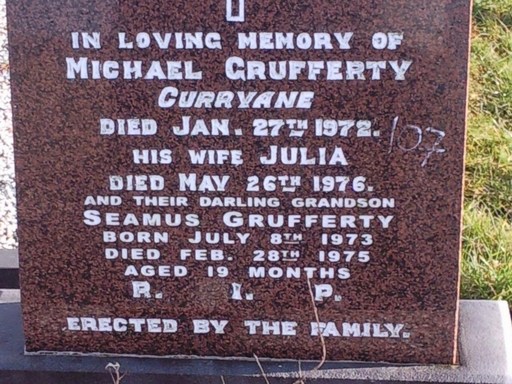 IN LOVING MEMORY OF
MICHAEL GRUFFERTY
CURRYANE
DIED JAN. 27TH 1972. 107
HIS WIFE JULIA
DIED MAY 26TH 1976.
AND THEIR DARLING GRANDSON
SEAMUS GRUFFERTY
BORN JULY 8TH 1973
DIED FEB. 28TH 1975
AGED 19 MONTHS
R. I. P.
ERECTED BY THE FAMILY.